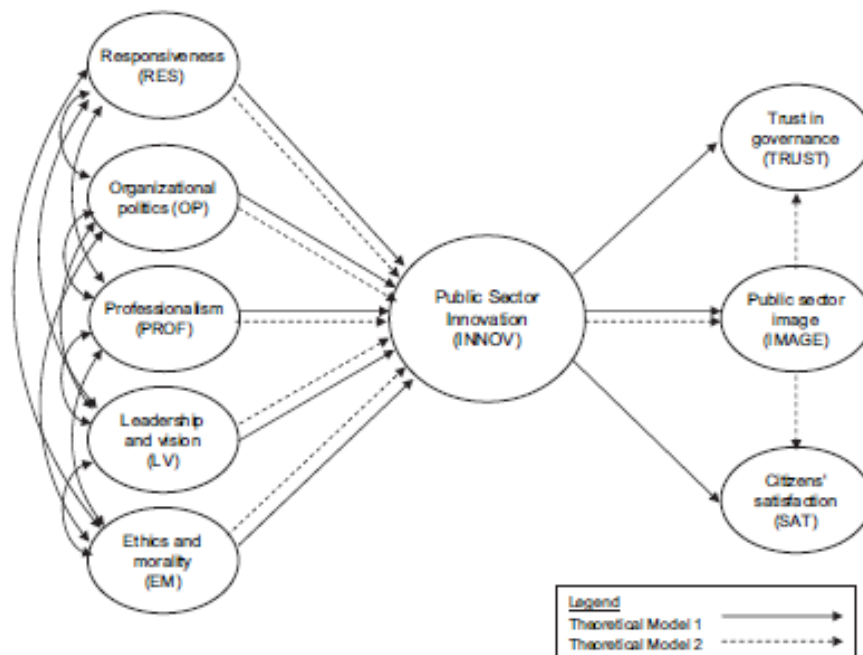 Responsiveness
(RES)
Organizational
politics (OP)
Professionalism
(PROF)
Leadership
and vision
(LV)
Ethics and
morality
(EM)
Public Sector
Innovation
(INNOV)
Trust in
governance
(TRUST)
Public sector
image
(IMAGE)
Citizens'
satisfaction
(SAT)
Legend
Theoretical Model 1
Theoretical Model 2